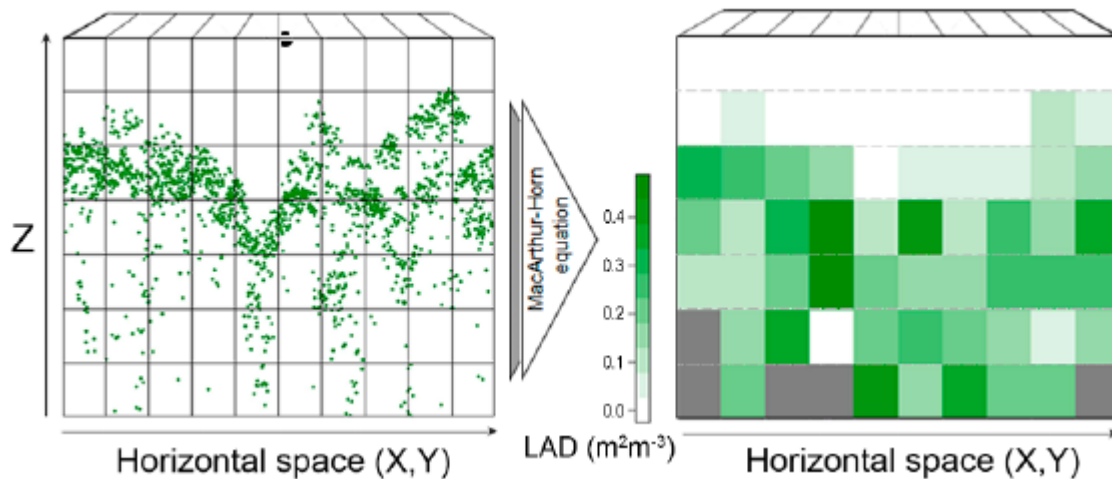 Z
Horizontal space (X,Y)
MacArthur-Horn
equation
0.4
0.3
0.2
0.1
0.0
LAD (m²m⁻³)
Horizontal space (X,Y)